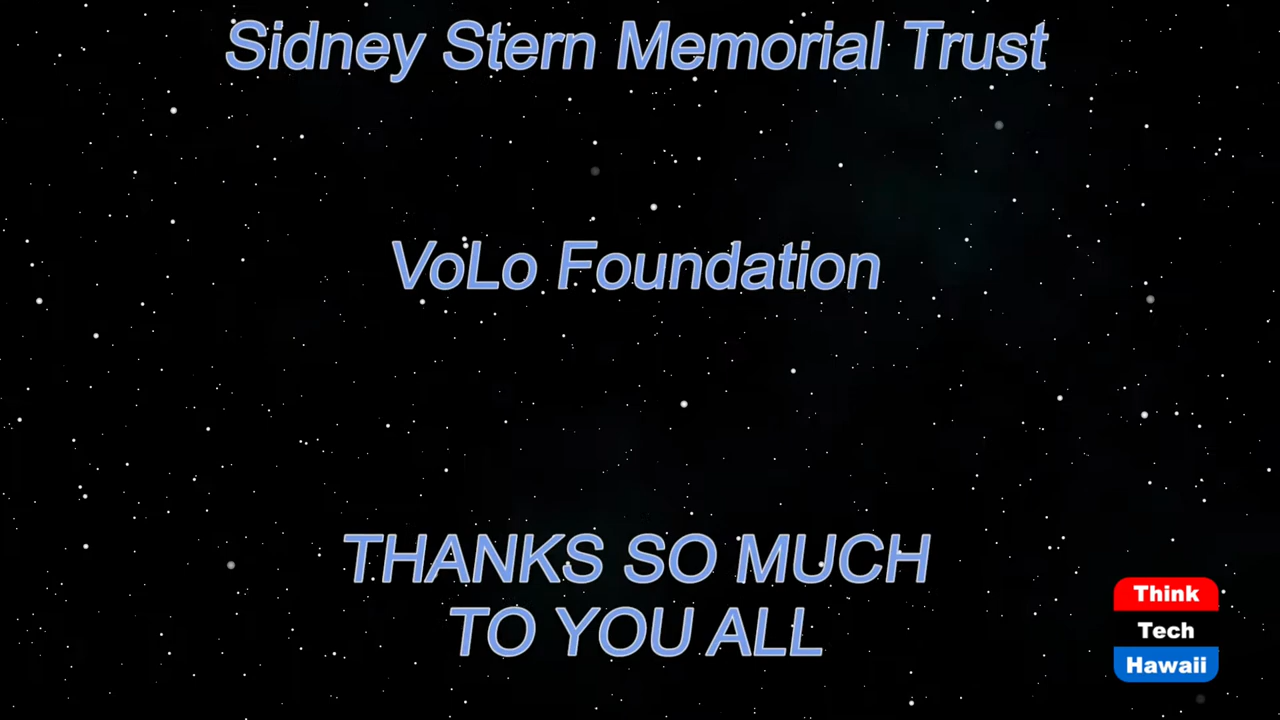 Sidney Stern Memorial Trust
VoLo Foundation
THANKS SO MUCH
TO YOU ALL
Think
Tech
Hawaii